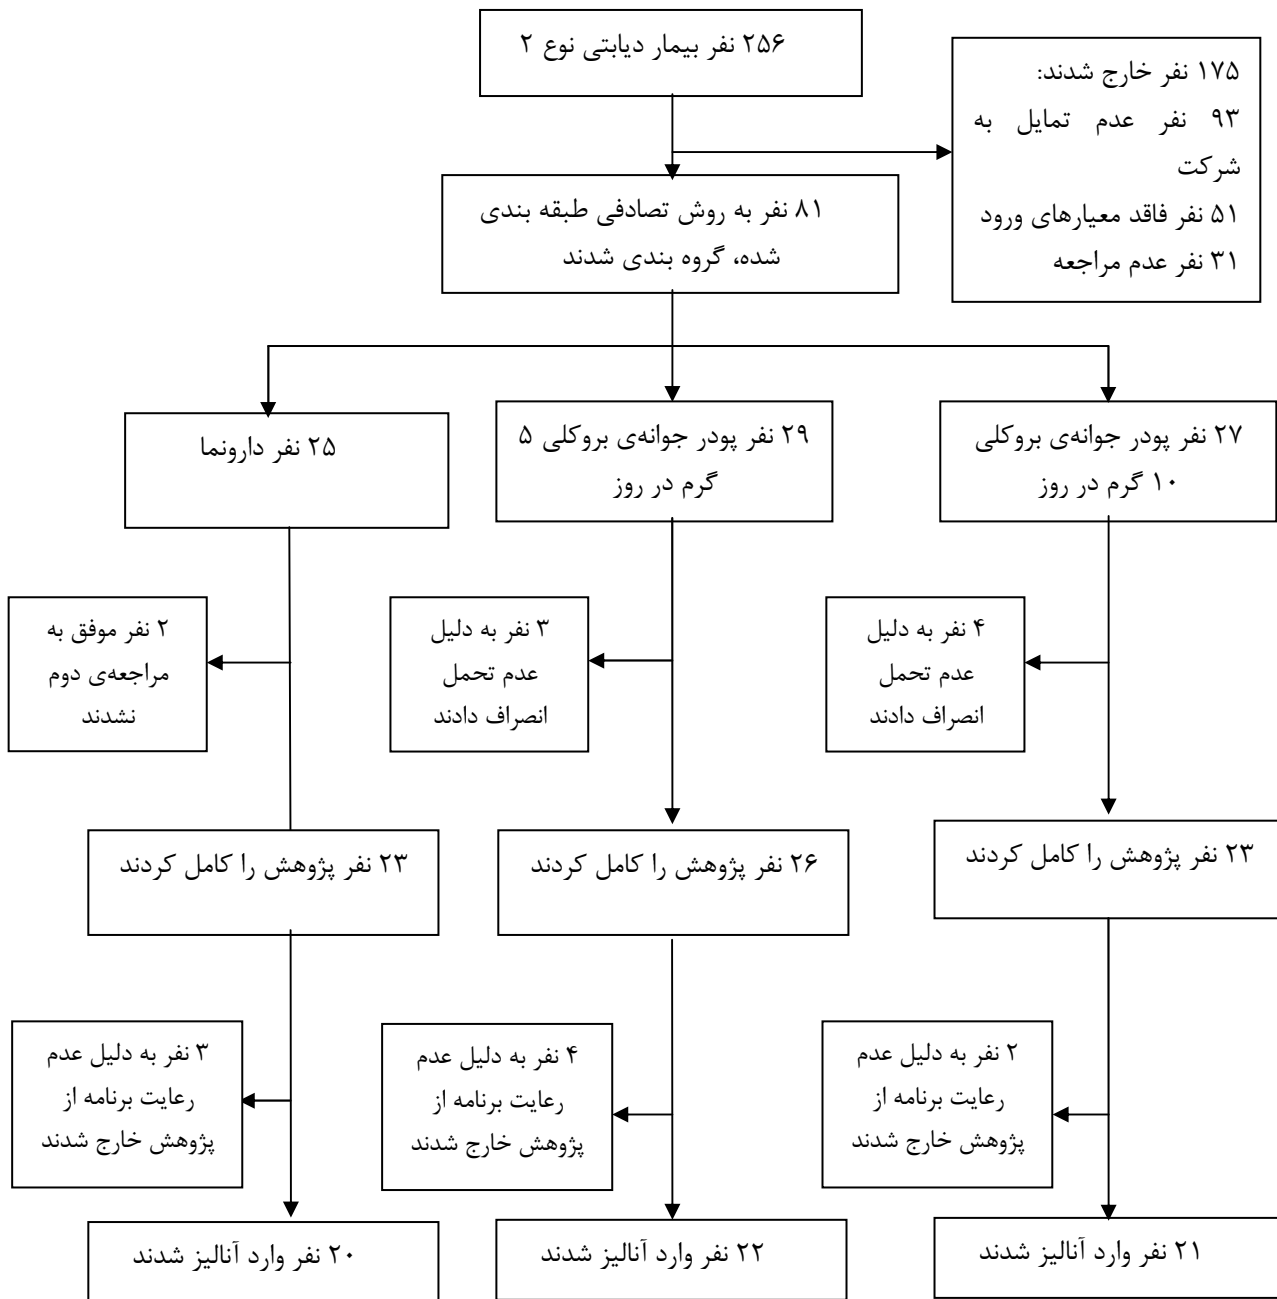 ۲۵۶ نفر بیمار دیابتی نوع ۲
۱۷۵ نفر خارج شدند:
۹۳ نفر عدم تمایل به
شرکت
۵۱ نفر فاقد معیارهای ورود
۳۱ نفر عدم مراجعه
۸۱ نفر به روش تصادفی طبقه بندی
شده، گروه بندی شدند
۲۷ نفر پودر جوانه‌ی بروکلی
۱۰ گرم در روز
۲۹ نفر پودر جوانه‌ی بروکلی ۵
گرم در روز
۲۵ نفر دارونما
۴ نفر به دلیل
عدم تحمل
انصراف دادند
۳ نفر به دلیل
عدم تحمل
انصراف دادند
۲ نفر موفق به
مراجعه‌ی دوم
نشدند
۲۳ نفر پژوهش را کامل کردند
۲۶ نفر پژوهش را کامل کردند
۲۳ نفر پژوهش را کامل کردند
۲ نفر به دلیل عدم
رعایت برنامه از
پژوهش خارج شدند
۴ نفر به دلیل عدم
رعایت برنامه از
پژوهش خارج شدند
۳ نفر به دلیل عدم
رعایت برنامه از
پژوهش خارج شدند
۲۱ نفر وارد آنالیز شدند
۲۲ نفر وارد آنالیز شدند
۲۰ نفر وارد آنالیز شدند